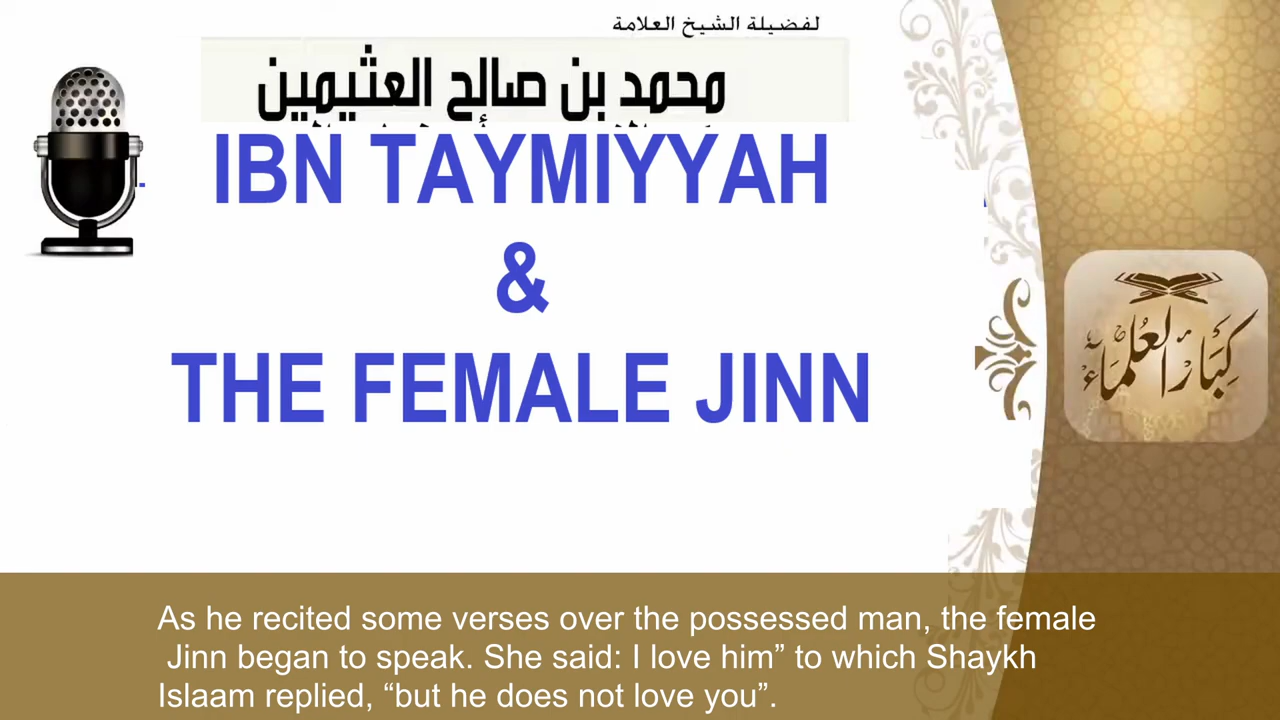 لفضيلة الشيخ العلامة
محمد بن صالح العثيمين
IBN TAYMIYYAH
&
THE FEMALE JINN
كبار العلماء
As he recited some verses over the possessed man, the female
Jinn began to speak. She said: I love him” to which Shaykh
Islaam replied, “but he does not love you”.